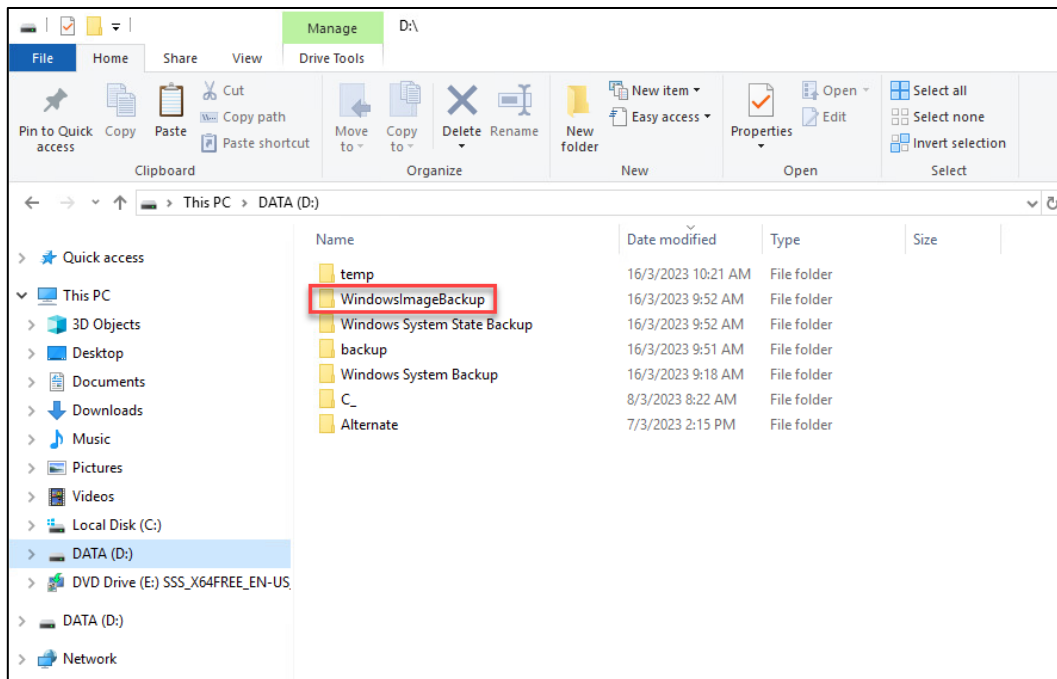 Manage D:\
File Home Share View Drive Tools
Pin to Quick access
Copy
Paste
Cut
Copy path
Paste shortcut
Clipboard
Move to
Copy to
Delete
Rename
Organize
New folder
New item
Easy access
New
Properties
Open
Edit
Open
Select all
Select none
Invert selection
Select
This PC > DATA (D:)
Quick access
This PC
3D Objects
Desktop
Documents
Downloads
Music
Pictures
Videos
Local Disk (C:)
DATA (D:)
DVD Drive (E:) SSS_X64FREE_EN-US_
DATA (D:)
Network
Name Date modified Type Size
temp 16/3/2023 10:21 AM File folder
WindowsImageBackup 16/3/2023 9:52 AM File folder
Windows System State Backup 16/3/2023 9:52 AM File folder
backup 16/3/2023 9:51 AM File folder
Windows System Backup 16/3/2023 9:18 AM File folder
C_ 8/3/2023 8:22 AM File folder
Alternate 7/3/2023 2:15 PM File folder